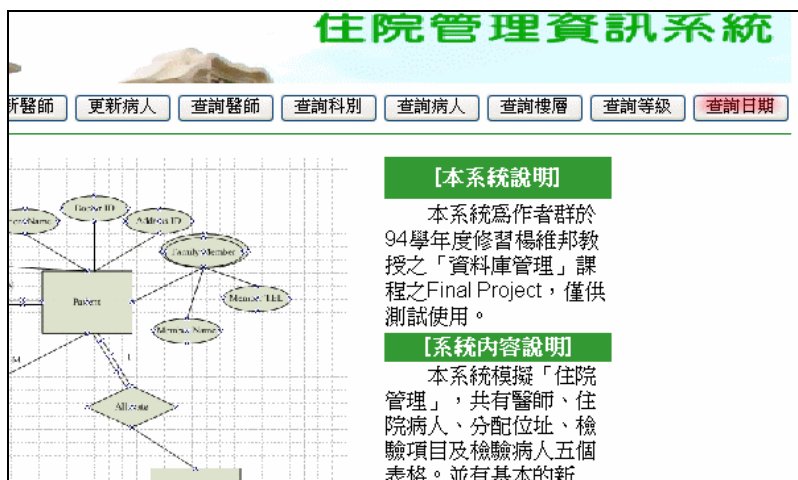 住院管理資訊系統
新醫師 更新病人 查詢醫師 查詢科別 查詢病人 查詢樓層 查詢等級 查詢日期
[本系統說明]
本系統為作者群於
94學年度修習楊維邦教
授之「資料庫管理」課
程之Final Project，僅供
測試使用。
[系統內容說明]
本系統模擬「住院
管理」，共有醫師、住
院病人、分配位址、檢
驗項目及檢驗病人五個
表格。並有基本的新
Doctor ID
Address ID
Family Member
Patient
Member TEL
Member Name
Allocate